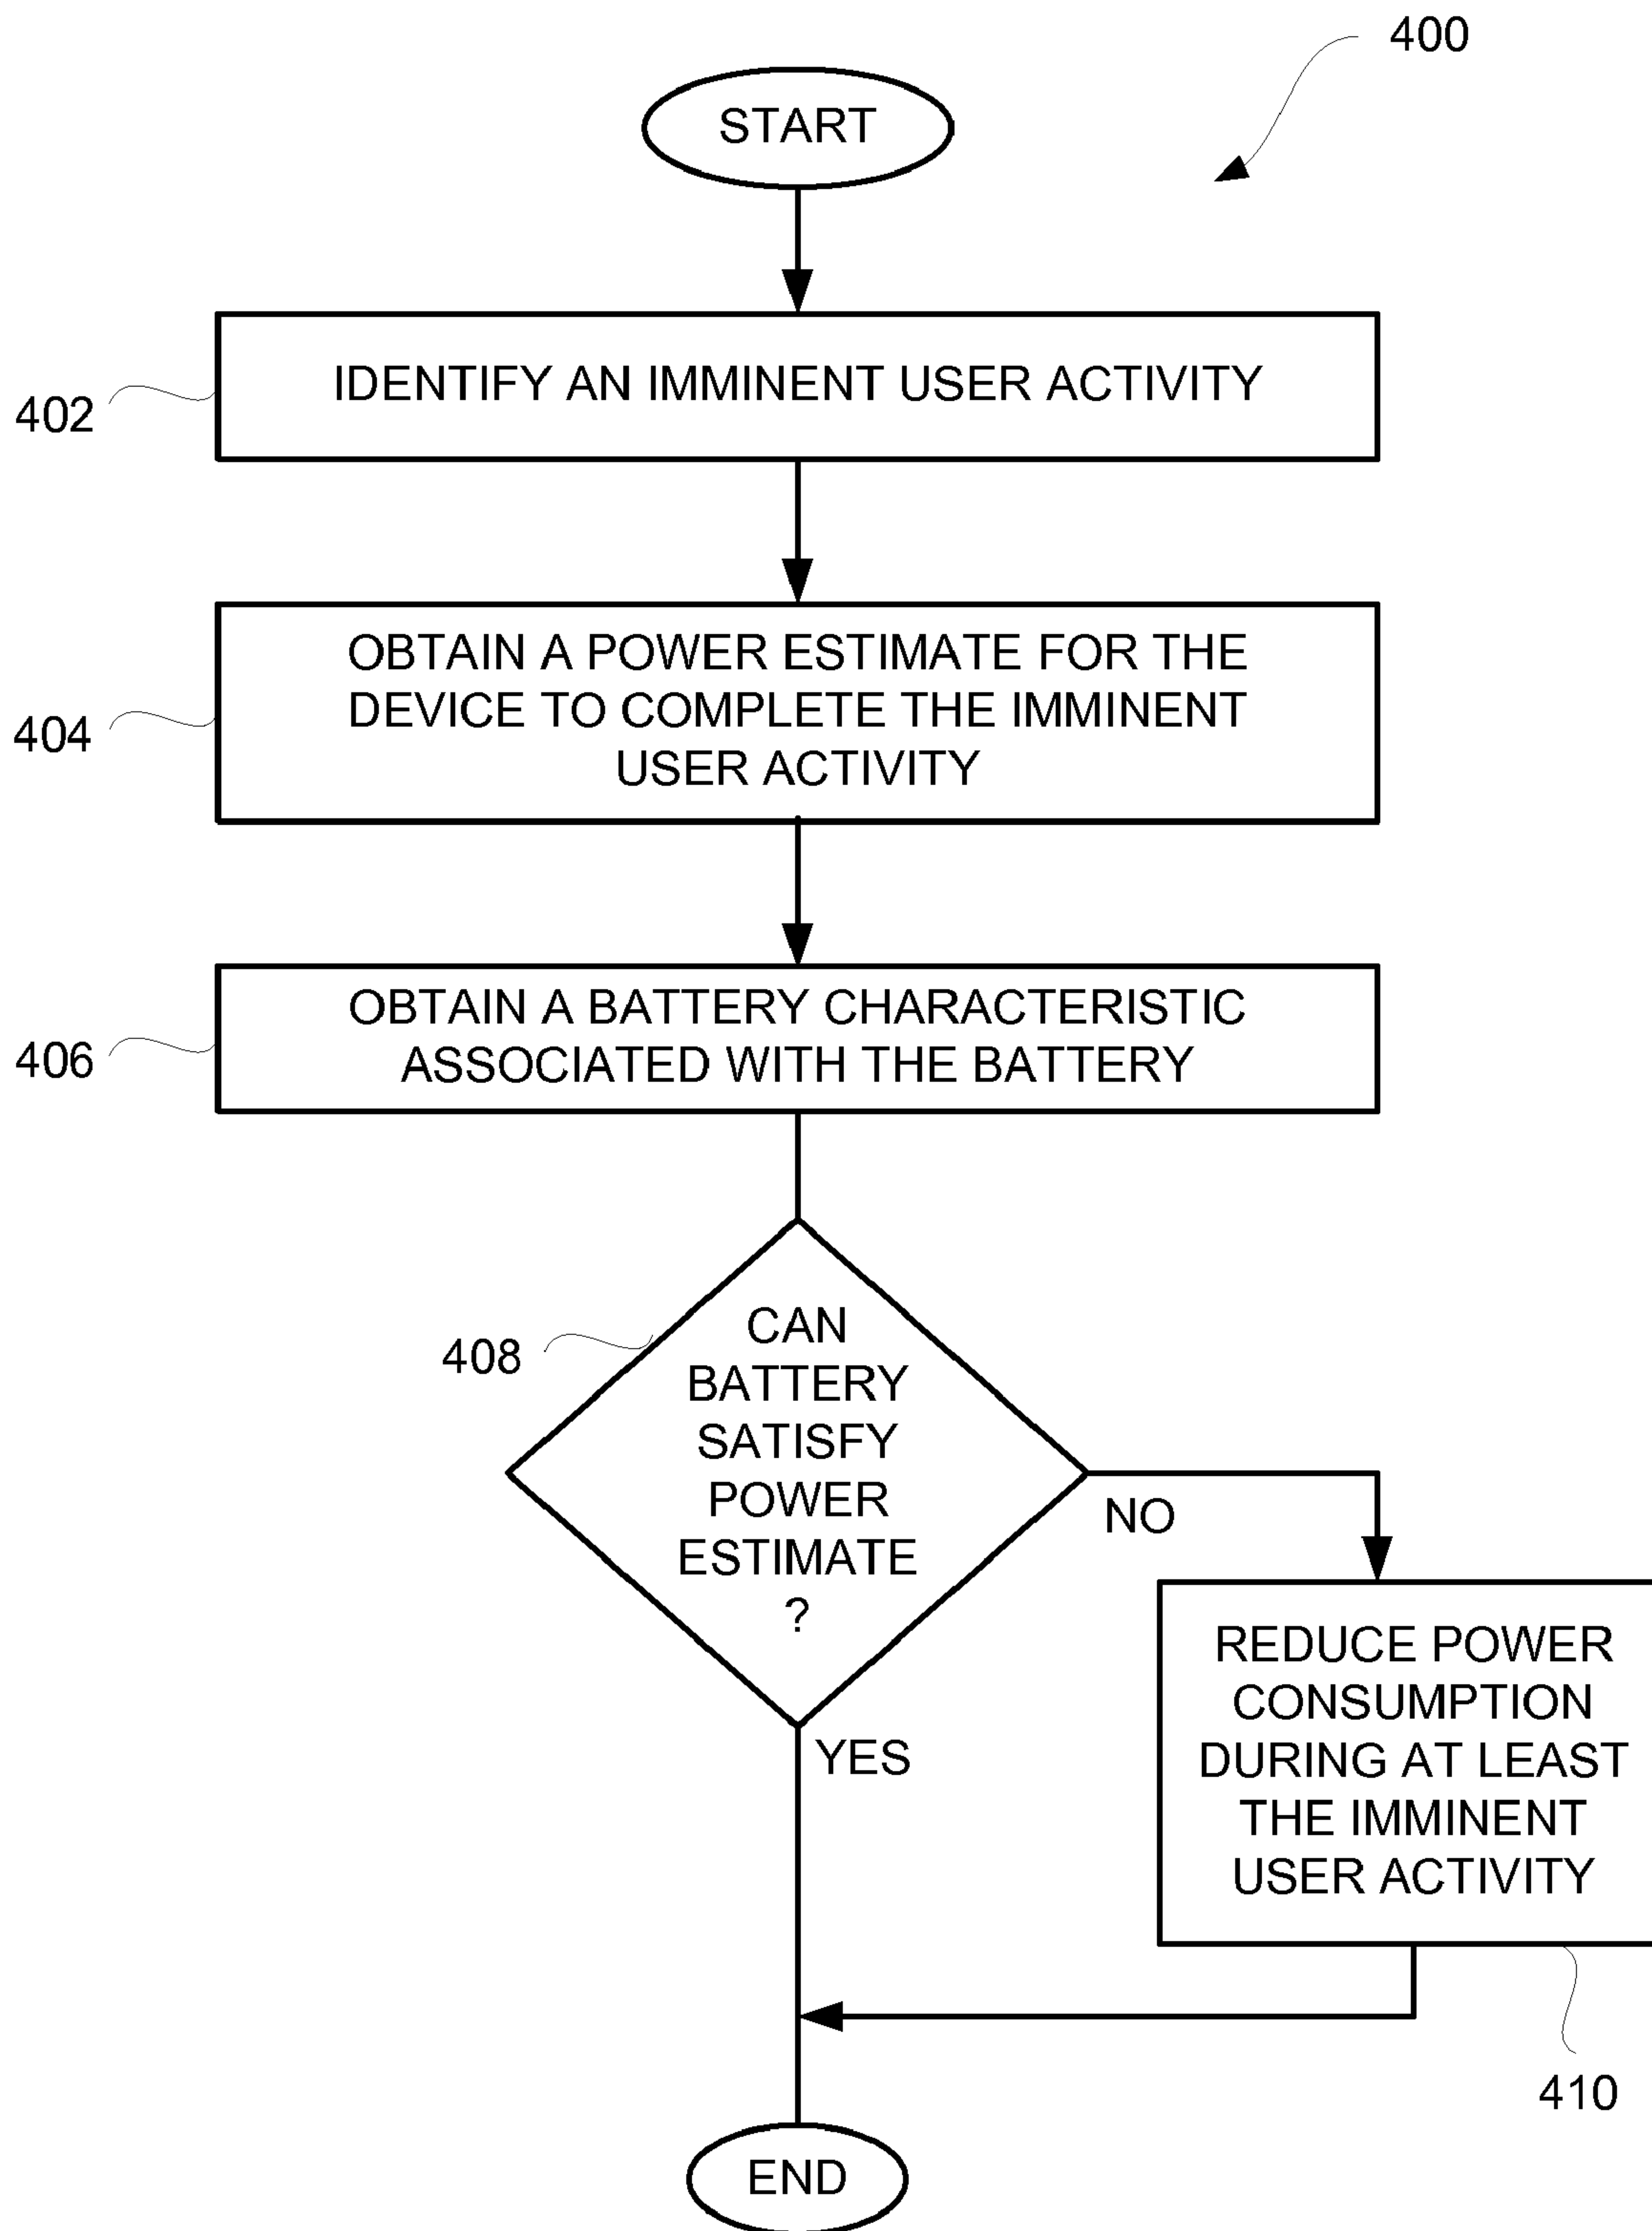 400
START
IDENTIFY AN IMMINENT USER ACTIVITY
402
OBTAIN A POWER ESTIMATE FOR THE
DEVICE TO COMPLETE THE IMMINENT
USER ACTIVITY
404
OBTAIN A BATTERY CHARACTERISTIC
ASSOCIATED WITH THE BATTERY
406
CAN
BATTERY
SATISFY
POWER
ESTIMATE
?
408
NO
YES
REDUCE POWER
CONSUMPTION
DURING AT LEAST
THE IMMINENT
USER ACTIVITY
410
END